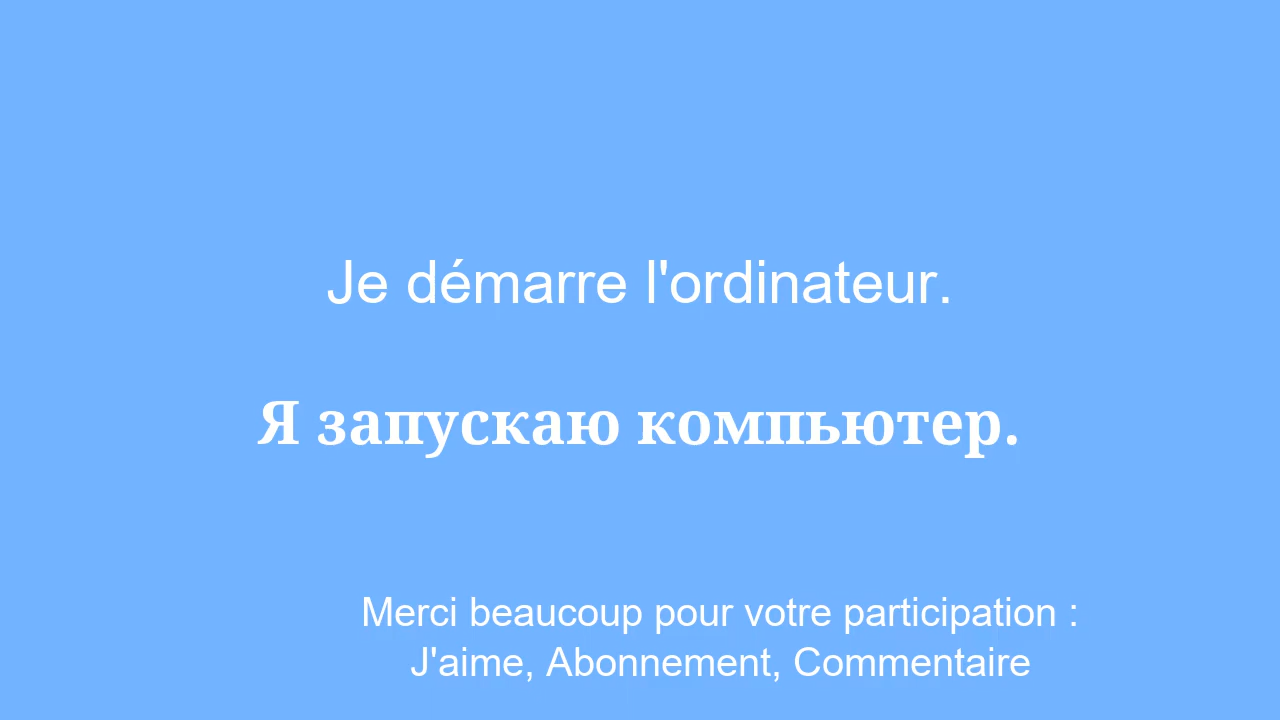 Je démarre l'ordinateur.
Я запускаю компьютер.
Merci beaucoup pour votre participation :
J'aime, Abonnement, Commentaire